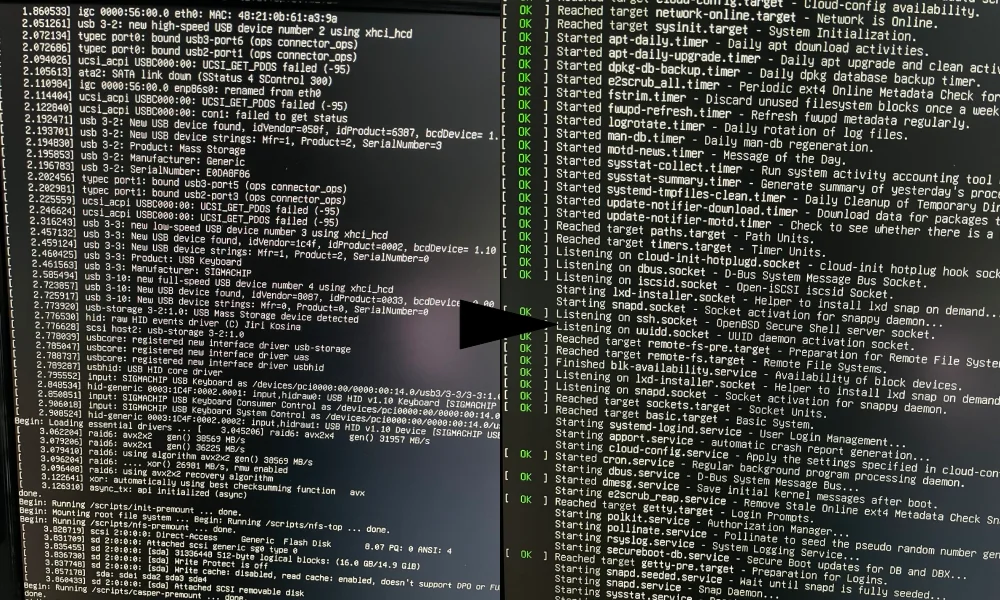 1.860533] igc 0000:56:00.0 eth0: MAC: 48:21:0b:61:a3:9a
2.072134] usb 3-2: new high-speed USB device number 2 using xhci_hcd
2.072686] typec port0: bound usb3-port6 (ops connector_ops)
2.094026] typec port0: bound usb2-port1 (ops connector_ops)
2.105613] ucsi_acpi USBC000:00: UCSI_GET_PDOS failed (-95)
2.110984] ata2: SATA link down (SStatus 4 SControl 300)
2.114404] igc 0000:56:00.0 enp86s0: renamed from eth0
2.122840] ucsi_acpi USBC000:00: UCSI_GET_PDOS failed (-95)
2.192471] ucsi_acpi USBC000:00: con1: failed to get status
2.193701] usb 3-2: New USB device found, idVendor=058f, idProduct=6387, bcdDevice= 1.
2.194830] usb 3-2: New USB device strings: Mfr=1, Product=2, SerialNumber=3
2.195853] usb 3-2: Product: Mass Storage
2.196783] usb 3-2: Manufacturer: Generic
2.202456] usb 3-2: SerialNumber: E0DABF86
2.202981] typec port1: bound usb3-port5 (ops connector_ops)
2.225559] typec port1: bound usb2-port3 (ops connector_ops)
2.246624] ucsi_acpi USBC000:00: UCSI_GET_PDOS failed (-95)
2.316243] ucsi_acpi USBC000:00: UCSI_GET_PDOS failed (-95)
2.457132] usb 3-3: new low-speed USB device number 3 using xhci_hcd
2.459124] usb 3-3: New USB device found, idVendor=1c4f, idProduct=0002, bcdDevice= 1.10
2.460425] usb 3-3: New USB device strings: Mfr=1, Product=2, SerialNumber=0
2.461563] usb 3-3: Product: USB Keyboard
2.585494] usb 3-3: Manufacturer: SIGMACHIP
2.723857] usb 3-10: new full-speed USB device number 4 using xhci_hcd
2.725917] usb 3-10: New USB device found, idVendor=8087, idProduct=0033, bcdDevice= 0.00
2.773920] usb 3-10: New USB device strings: Mfr=0, Product=0, SerialNumber=0
2.776530] usb-storage 3-2:1.0: USB Mass Storage device detected
2.776628] hid: raw HID events driver (C) Jiri Kosina
2.778039] scsi host2: usb-storage 3-2:1.0
2.785047] usbcore: registered new interface driver usb-storage
2.788737] usbcore: registered new interface driver uas
2.789287] usbcore: registered new interface driver usbhid
2.795552] usbhid: USB HID core driver
2.848534] input: SIGMACHIP USB Keyboard as /devices/pci0000:00/0000:00:14.0/usb3/3-3/3-3:1.
2.850851] hid-generic 0003:1C4F:0002.0001: input,hidraw0: USB HID v1.10 Keyboard [SIGMACHIP
2.906018] input: SIGMACHIP USB Keyboard Consumer Control as /devices/pci0000:00/0000:00:14.0
2.908524] input: SIGMACHIP USB Keyboard System Control as /devices/pci0000:00/0000:00:14.0/
hid-generic 0003:1C4F:0002.0002: input,hidraw1: USB HID v1.10 Device [SIGMACHIP USB
Begin: Loading essential drivers ... [ 3.045206] raid6: avx2x4 gen() 31957 MB/s
[ 3.062204] raid6: avx2x2 gen() 38569 MB/s
[ 3.079206] raid6: avx2x1 gen() 36225 MB/s
[ 3.079410] raid6: using algorithm avx2x2 gen() 38569 MB/s
[ 3.096204] raid6: .... xor() 26981 MB/s, rmw enabled
[ 3.096408] raid6: using avx2x2 recovery algorithm
[ 3.122641] xor: automatically using best checksumming function avx
[ 3.126310] async_tx: api initialized (async)
done.
Begin: Running /scripts/init-premount ... done.
Begin: Mounting root file system ... Begin: Running /scripts/nfs-top ... done.
Begin: Running /scripts/nfs-premount ... done.
[ 3.828719] scsi 2:0:0:0: Direct-Access Generic Flash Disk 8.07 PQ: 0 ANSI: 4
[ 3.831709] sd 2:0:0:0: Attached scsi generic sg0 type 0
[ 3.835455] sd 2:0:0:0: [sda] 31336448 512-byte logical blocks: (16.0 GB/14.9 GiB)
[ 3.836738] sd 2:0:0:0: [sda] Write Protect is off
[ 3.837748] sd 2:0:0:0: [sda] Write cache: disabled, read cache: enabled, doesn't support DPO or FU
[ 3.857175] sda: sda1 sda2 sda3 sda4
[ 3.860433] sd 2:0:0:0: [sda] Attached SCSI removable disk
done.
Begin: Running /scripts/casper-premount ... done.
Reached target cloud-config.target - Cloud-config availability.
[ OK ] Reached target network-online.target - Network is Online.
[ OK ] Reached target sysinit.target - System Initialization.
[ OK ] Started apt-daily.timer - Daily apt download activities.
[ OK ] Started apt-daily-upgrade.timer - Daily apt upgrade and clean activ
[ OK ] Started dpkg-db-backup.timer - Daily dpkg database backup timer.
[ OK ] Started e2scrub_all.timer - Periodic ext4 Online Metadata Check for
[ OK ] Started fstrim.timer - Discard unused filesystem blocks once a week
[ OK ] Started fwupd-refresh.timer - Refresh fwupd metadata regularly.
[ OK ] Started logrotate.timer - Daily rotation of log files.
[ OK ] Started man-db.timer - Daily man-db regeneration.
[ OK ] Started motd-news.timer - Message of the Day.
[ OK ] Started sysstat-collect.timer - Run system activity accounting tool
[ OK ] Started sysstat-summary.timer - Generate summary of yesterday's proc
[ OK ] Started systemd-tmpfiles-clean.timer - Daily Cleanup of Temporary Di
[ OK ] Started update-notifier-download.timer - Download data for packages
[ OK ] Started update-notifier-motd.timer - Check to see whether there is a
[ OK ] Reached target paths.target - Path Units.
[ OK ] Reached target timers.target - Timer Units.
[ OK ] Listening on cloud-init-hotplugd.socket - cloud-init hotplug hook sock
[ OK ] Listening on dbus.socket - D-Bus System Message Bus Socket.
[ OK ] Listening on iscsid.socket - Open-iSCSI iscsid Socket.
Starting lxd-installer.socket - Helper to install lxd snap on demand...
Starting snapd.socket - Socket activation for snappy daemon...
[ OK ] Listening on ssh.socket - OpenBSD Secure Shell server socket.
[ OK ] Listening on uuidd.socket - UUID daemon activation socket.
[ OK ] Reached target remote-fs-pre.target - Preparation for Remote File Syste
[ OK ] Reached target remote-fs.target - Remote File Systems.
[ OK ] Finished blk-availability.service - Availability of block devices.
[ OK ] Listening on lxd-installer.socket - Helper to install lxd snap on demand
[ OK ] Listening on snapd.socket - Socket activation for snappy daemon.
[ OK ] Reached target sockets.target - Socket Units.
[ OK ] Reached target basic.target - Basic System.
Starting systemd-logind.service - User Login Management...
Starting apport.service - automatic crash report generation...
Starting cloud-config.service - Apply the settings specified in cloud-con
[ OK ] Started cron.service - Regular background program processing daemon.
Starting dbus.service - D-Bus System Message Bus...
[ OK ] Started dmesg.service - Save initial kernel messages after boot.
Starting e2scrub_reap.service - Remove Stale Online ext4 Metadata Check Sn
[ OK ] Reached target getty.target - Login Prompts.
Starting polkit.service - Authorization Manager...
Starting pollinate.service - Pollinate to seed the pseudo random number gen
Starting rsyslog.service - System Logging Service...
Starting secureboot-db.service - Secure Boot updates for DB and DBX...
[ OK ] Reached target getty-pre.target - Preparation for Logins.
Starting snapd.seeded.service - Wait until snapd is fully seeded...
Starting snapd.service - Snap Daemon...
Starting sysstat.service